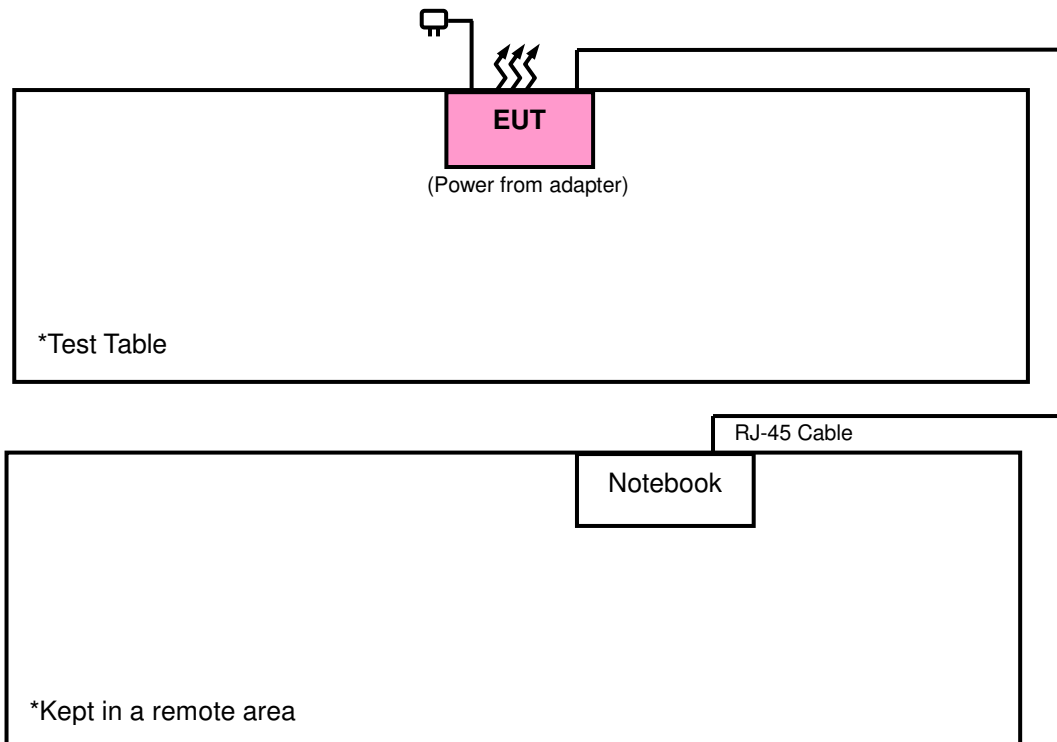 EUT
(Power from adapter)
*Test Table
RJ-45 Cable
Notebook
*Kept in a remote area